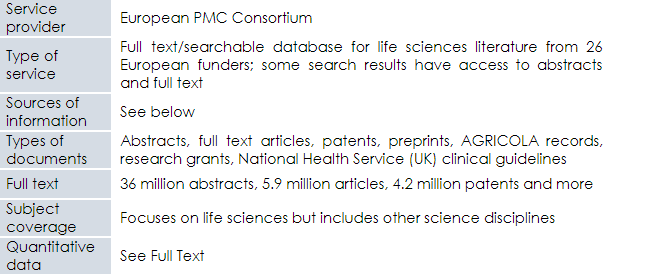 Service
provider
European PMC Consortium
Type of
service
Full text/searchable database for life sciences literature from 26
European funders; some search results have access to abstracts
and full text
Sources of
information
See below
Types of
documents
Abstracts, full text articles, patents, preprints, AGRICOLA records,
research grants, National Health Service (UK) clinical guidelines
Full text
36 million abstracts, 5.9 million articles, 4.2 million patents and more
Subject
coverage
Focuses on life sciences but includes other science disciplines
Quantitative
data
See Full Text